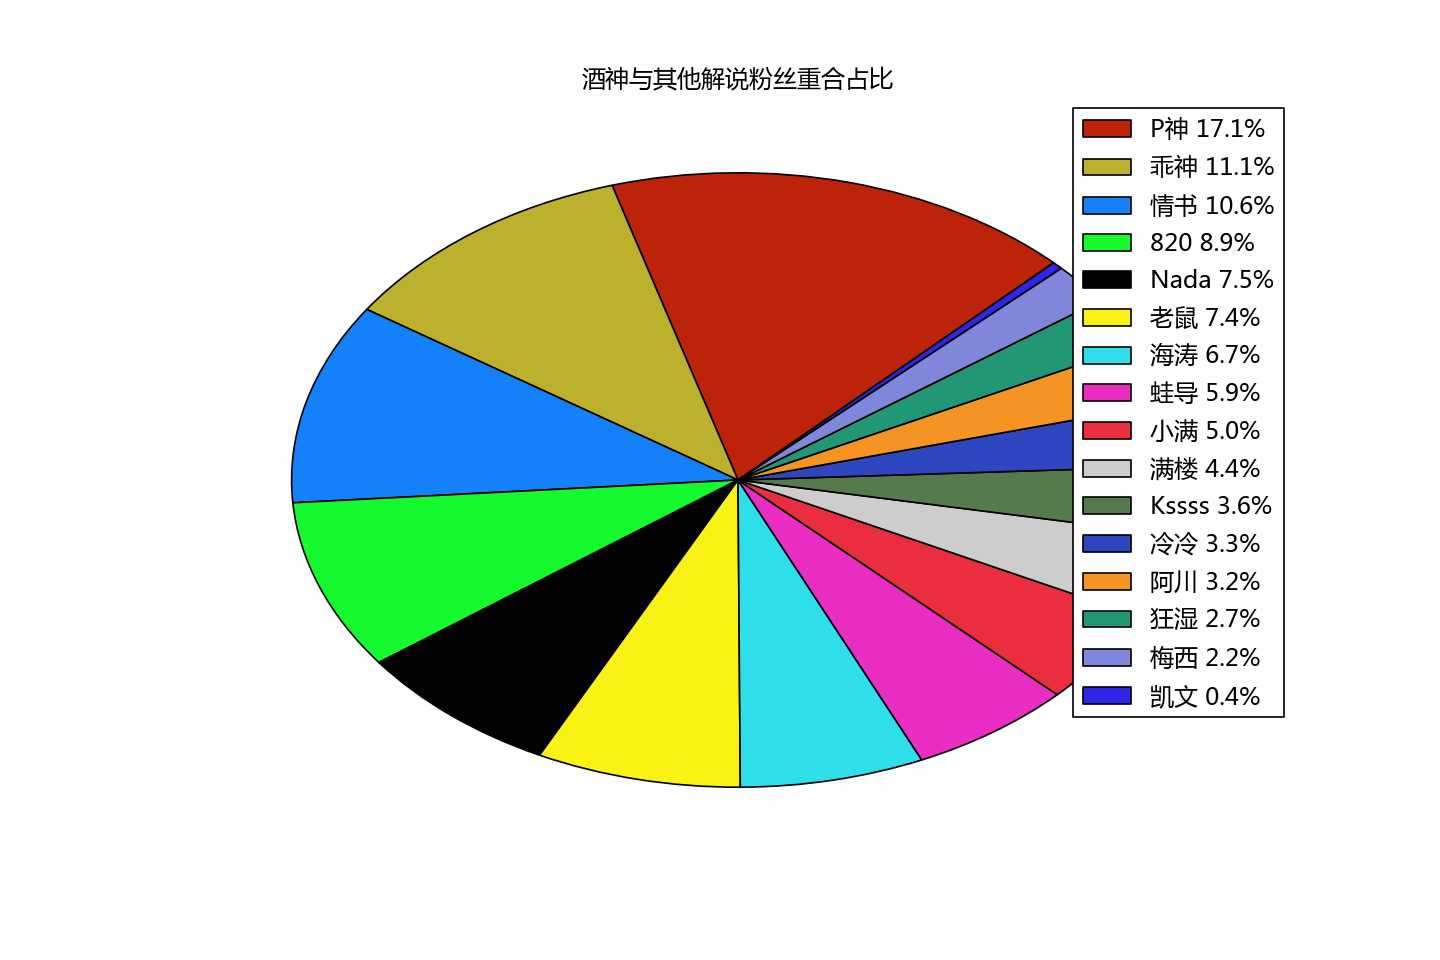 酒神与其他解说粉丝重合占比
P神 17.1%
乖神 11.1%
情书 10.6%
820 8.9%
Nada 7.5%
老鼠 7.4%
海涛 6.7%
蛙导 5.9%
小满 5.0%
满楼 4.4%
Kssss 3.6%
冷冷 3.3%
阿川 3.2%
狂湿 2.7%
梅西 2.2%
凯文 0.4%